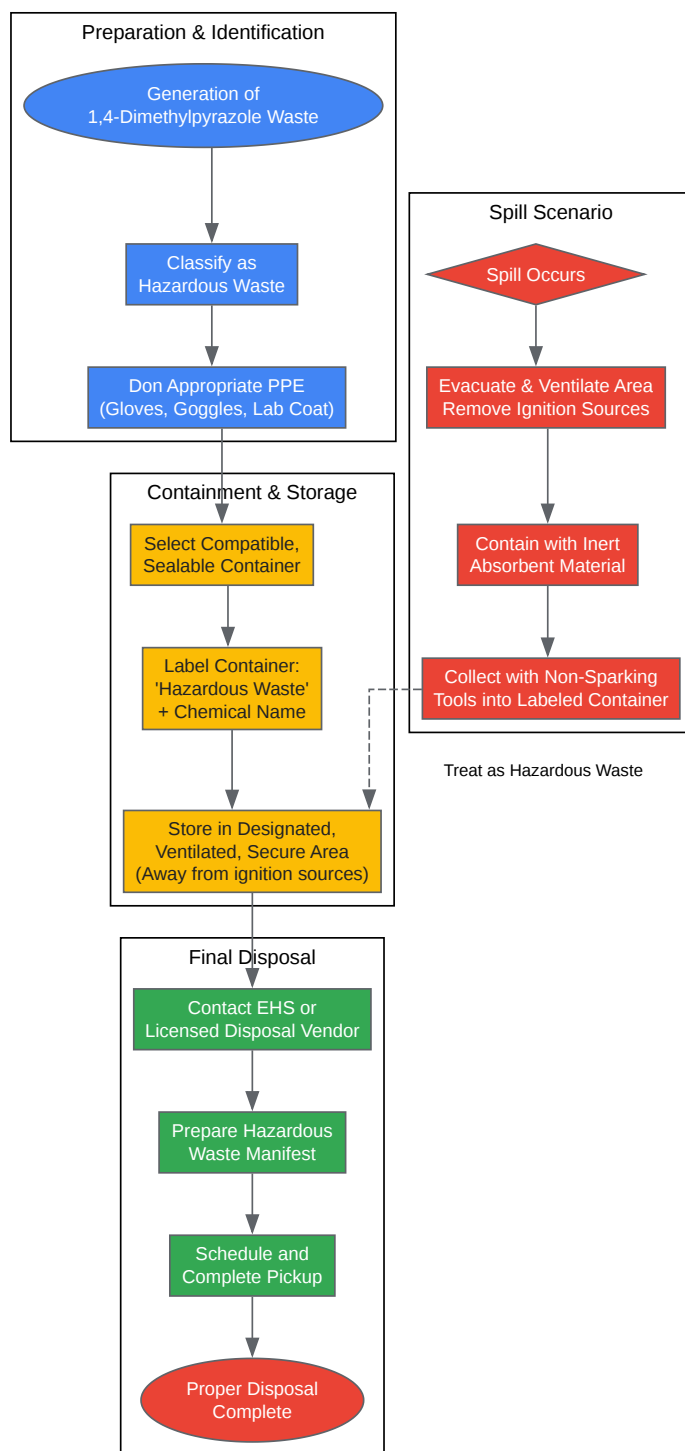 Preparation & Identification
Generation of
1,4-Dimethylpyrazole Waste
Classify as
Hazardous Waste
Don Appropriate PPE
(Gloves, Goggles, Lab Coat)
Spill Scenario
Spill Occurs
Evacuate & Ventilate Area
Remove Ignition Sources
Contain with Inert
Absorbent Material
Collect with Non-Sparking
Tools into Labeled Container
Treat as Hazardous Waste
Containment & Storage
Select Compatible,
Sealable Container
Label Container:
'Hazardous Waste'
+ Chemical Name
Store in Designated,
Ventilated, Secure Area
(Away from ignition sources)
Final Disposal
Contact EHS or
Licensed Disposal Vendor
Prepare Hazardous
Waste Manifest
Schedule and
Complete Pickup
Proper Disposal
Complete